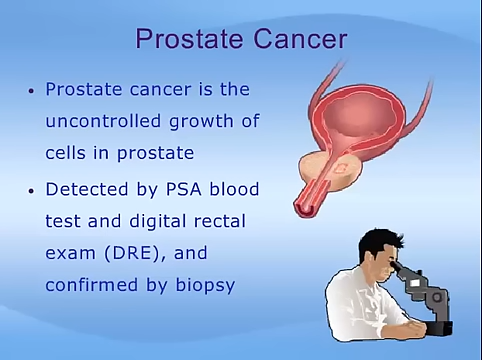 Prostate Cancer
• Prostate cancer is the
uncontrolled growth of
cells in prostate
• Detected by PSA blood
test and digital rectal
exam (DRE), and
confirmed by biopsy